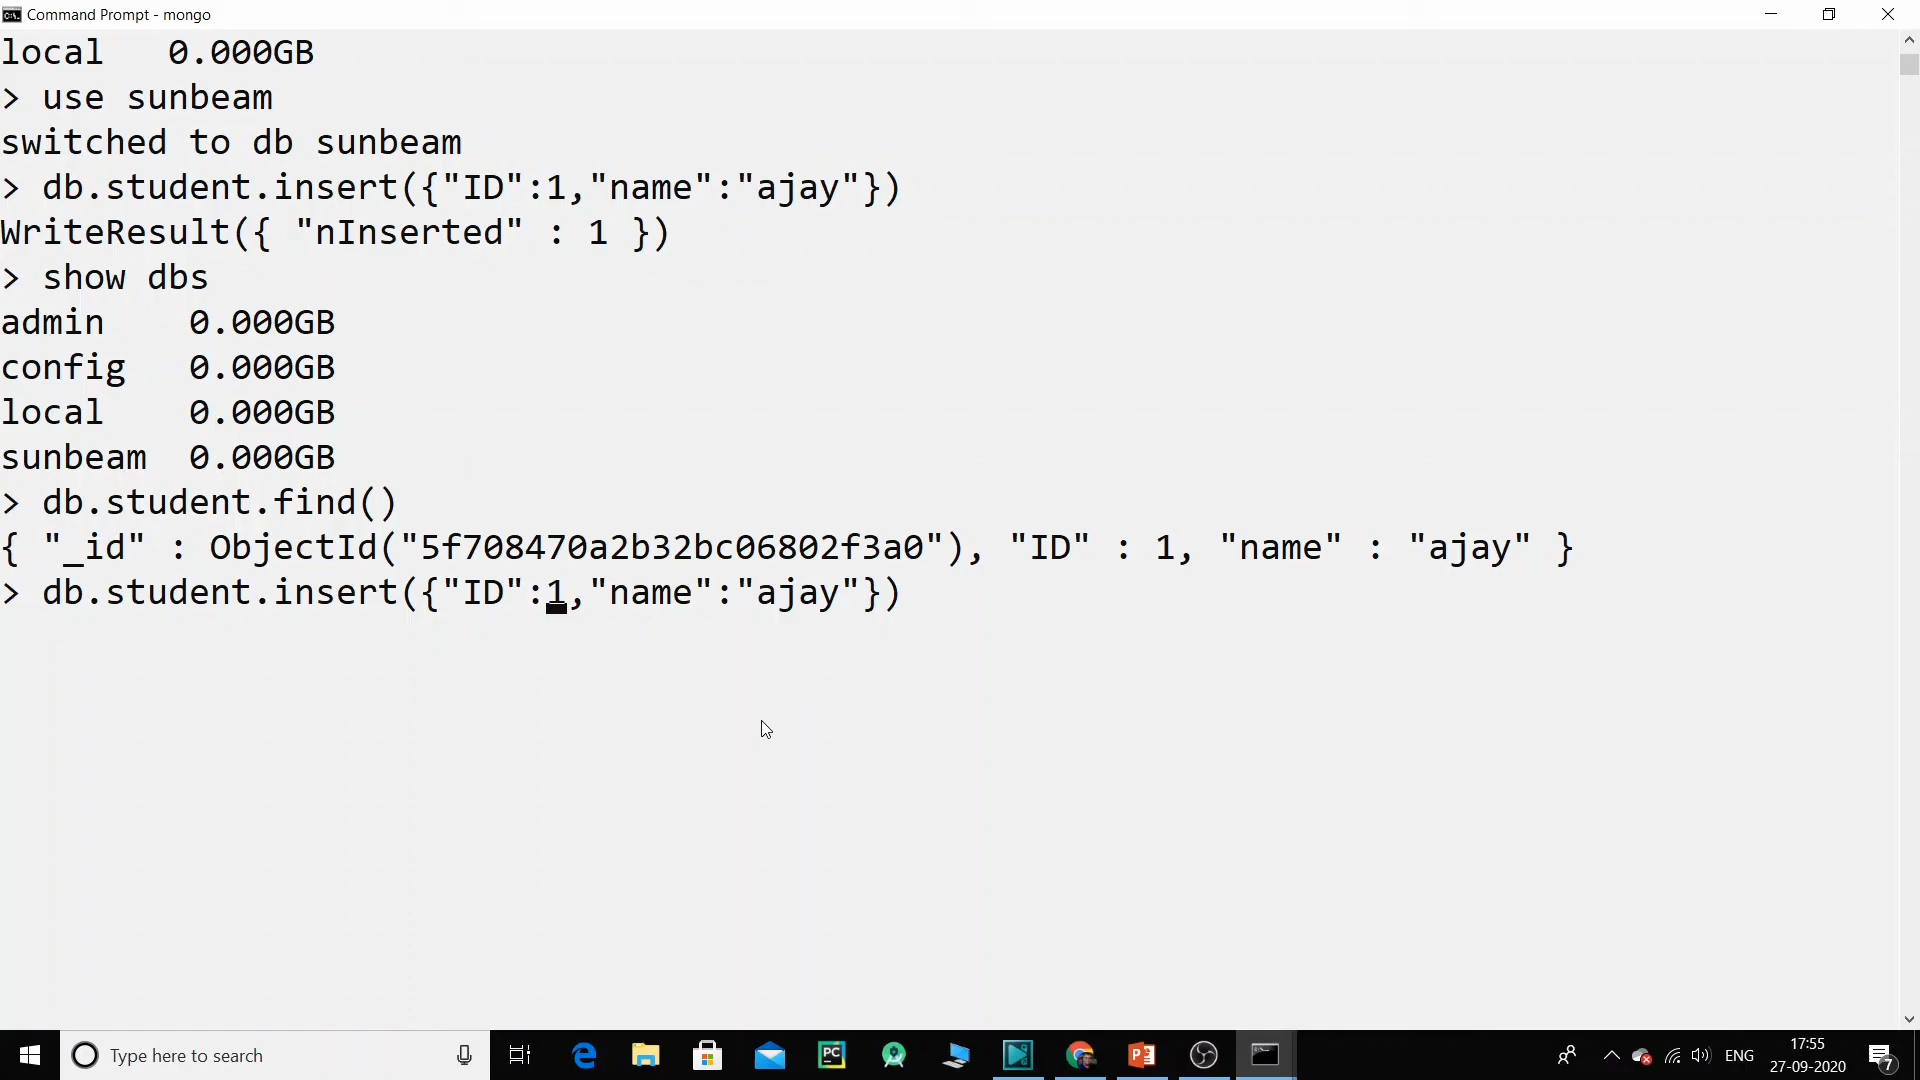 Command Prompt - mongo
local   0.000GB
> use sunbeam
switched to db sunbeam
> db.student.insert({"ID":1,"name":"ajay"})
WriteResult({ "nInserted" : 1 })
> show dbs
admin    0.000GB
config   0.000GB
local    0.000GB
sunbeam  0.000GB
> db.student.find()
{ "_id" : ObjectId("5f708470a2b32bc06802f3a0"), "ID" : 1, "name" : "ajay" }
> db.student.insert({"ID":1,"name":"ajay"})
Type here to search
PC
ENG
17:55
27-09-2020
7